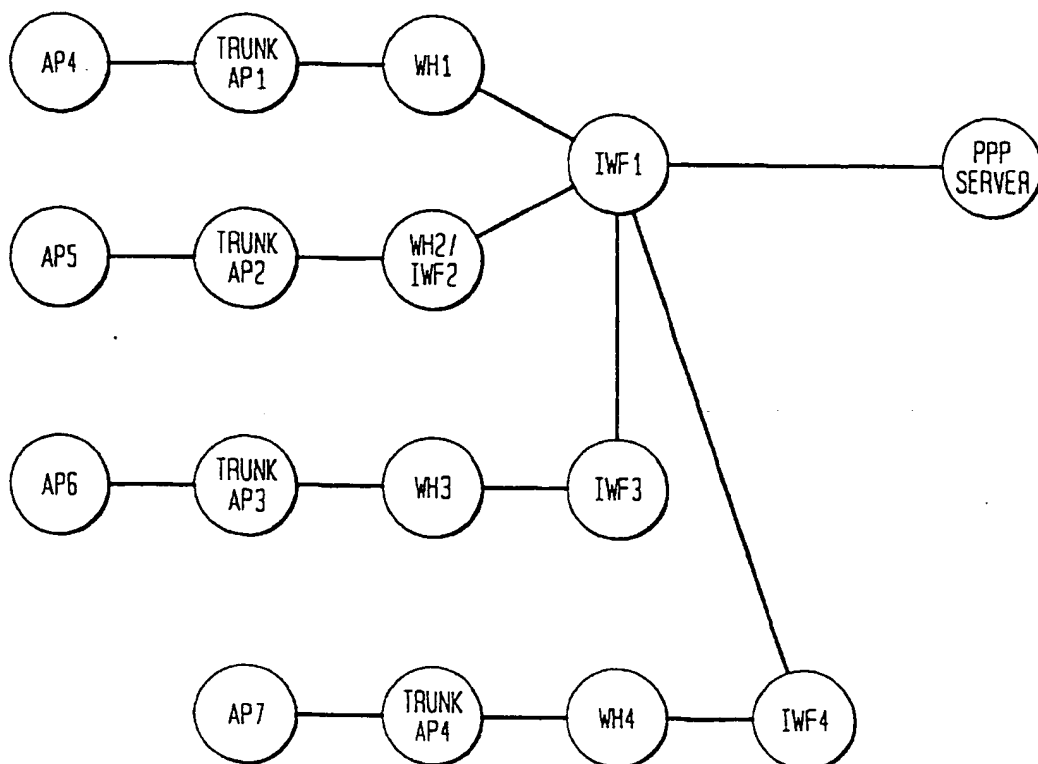 AP4
TRUNK
AP1
WH1
IWF1
PPP
SERVER
AP5
TRUNK
AP2
WH2/
IWF2
AP6
TRUNK
AP3
WH3
IWF3
AP7
TRUNK
AP4
WH4
IWF4